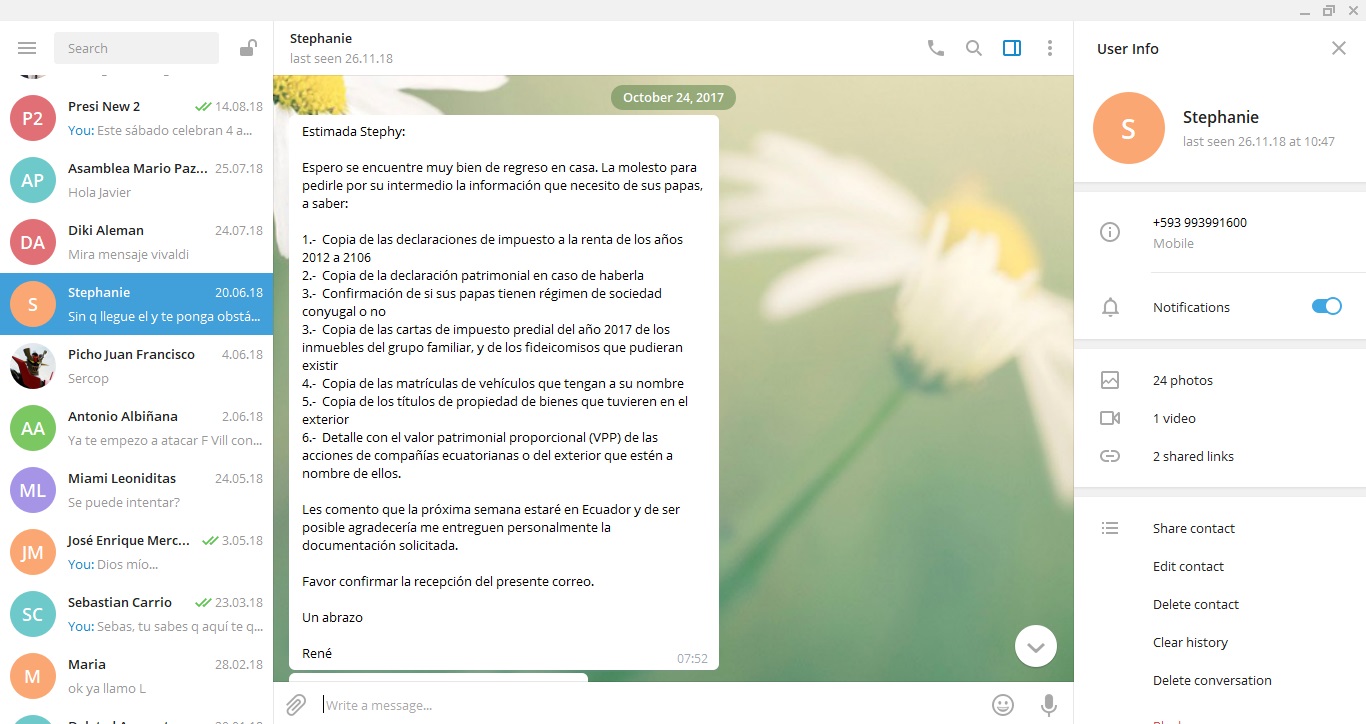 Search
Presi New 2
14.08.18
P2
You: Este sábado celebran 4 a...
Asamblea Mario Paz...
25.07.18
AP
Hola Javier
Diki Aleman
24.07.18
DA
Mira mensaje vivaldi
Stephanie
20.06.18
S
Sin q llegue el y te ponga obstá...
Picho Juan Francisco
4.06.18
Sercop
Antonio Albiñana
2.06.18
AA
Ya te empezo a atacar F Vill con...
Miami Leoniditas
24.05.18
ML
Se puede intentar?
José Enrique Merc...
3.05.18
JM
You: Dios mío...
Sebastian Carrio
23.03.18
SC
You: Sebas, tu sabes q aquí te q...
Maria
28.02.18
M
ok ya llamo L
Stephanie
last seen 26.11.18
October 24, 2017
Estimada Stephy:
Espero se encuentre muy bien de regreso en casa. La molesto para
pedirle por su intermedio la información que necesito de sus papas,
a saber:
1.- Copia de las declaraciones de impuesto a la renta de los años
2012 a 2106
2.- Copia de la declaración patrimonial en caso de haberla
3.- Confirmación de si sus papas tienen régimen de sociedad
conyugal o no
3.- Copia de las cartas de impuesto predial del año 2017 de los
inmuebles del grupo familiar, y de los fideicomisos que pudieran
existir
4.- Copia de las matrículas de vehículos que tengan a su nombre
5.- Copia de los títulos de propiedad de bienes que tuvieren en el
exterior
6.- Detalle con el valor patrimonial proporcional (VPP) de las
acciones de compañías ecuatorianas o del exterior que estén a
nombre de ellos.
Les comento que la próxima semana estaré en Ecuador y de ser
posible agradecería me entreguen personalmente la
documentación solicitada.
Favor confirmar la recepción del presente correo.
Un abrazo
René
07:52
Write a message...
User Info
S
Stephanie
last seen 26.11.18 at 10:47
+593 993991600
Mobile
Notifications
24 photos
1 video
2 shared links
Share contact
Edit contact
Delete contact
Clear history
Delete conversation